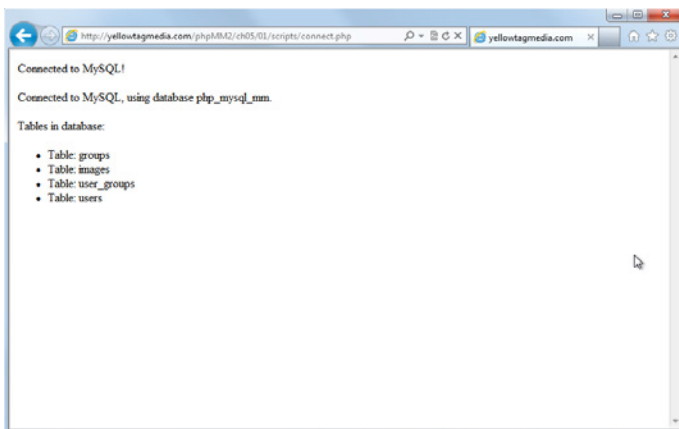 http://yellowtagmedia.com/phpMM2/ch05/01/scripts/connect.php
yellowtagmedia.com
Connected to MySQL!
Connected to MySQL, using database php_mysql_mm.
Tables in database:
• Table: groups
• Table: images
• Table: user_groups
• Table: users